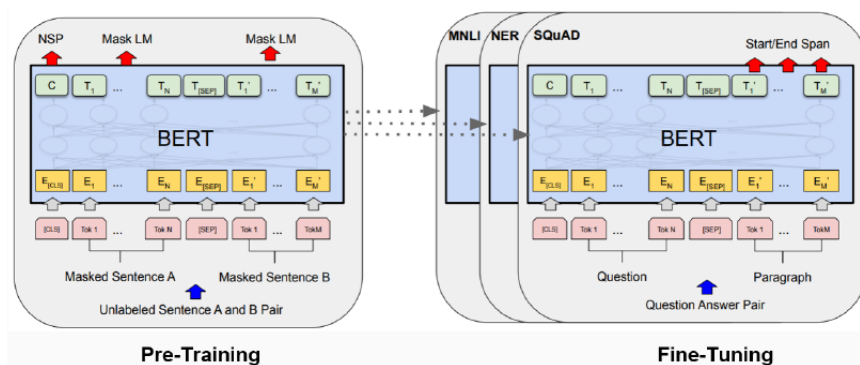 NSP Mask LM Mask LM
C T1 ... TN T[SEP] T1' ... TM'
BERT
E[CLS] E1 ... EN E[SEP] E1' ... EM'
[CLS] Tok 1 ... Tok N [SEP] Tok 1 ... TokM
Masked Sentence A Masked Sentence B
Unlabeled Sentence A and B Pair
Pre-Training
MNLI NER SQuAD
Start/End Span
C T1 ... TN T[SEP] T1' ... TM'
BERT
E[CLS] E1 ... EN E[SEP] E1' ... EM'
[CLS] Tok 1 ... Tok N [SEP] Tok 1 ... TokM
Question Paragraph
Question Answer Pair
Fine-Tuning